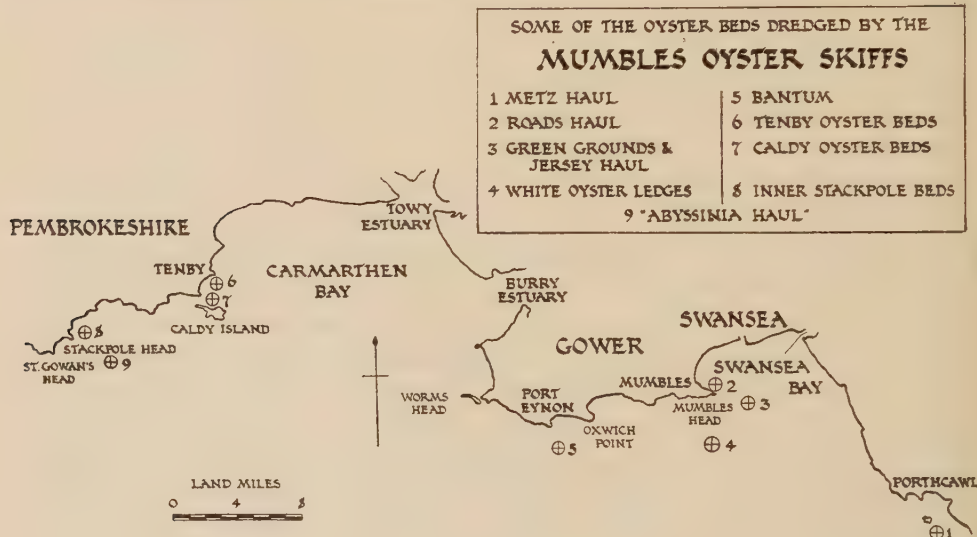 SOME OF THE OYSTER BEDS DREDGED BY THE
MUMBLES OYSTER SKIFFS
1 METZ HAUL
2 ROADS HAUL
3 GREEN GROUNDS &
JERSEY HAUL
4 WHITE OYSTER LEDGES
5 BANTUM
6 TENBY OYSTER BEDS
7 CALDY OYSTER BEDS
8 INNER STACKPOLE BEDS
9 "ABYSSINIA HAUL"
PEMBROKESHIRE
TOWY
ESTUARY
TENBY
6
7
CARMARTHEN
BAY
CALDY ISLAND
BURRY
ESTUARY
8
STACKPOLE HEAD
ST. GOWAN'S
HEAD
9
SWANSEA
GOWER
SWANSEA
BAY
MUMBLES
2
WORMS
HEAD
PORT
EYNON
MUMBLES
HEAD
3
OXWICH
POINT
5
4
LAND MILES
0 4 8
PORTHCAWL
1